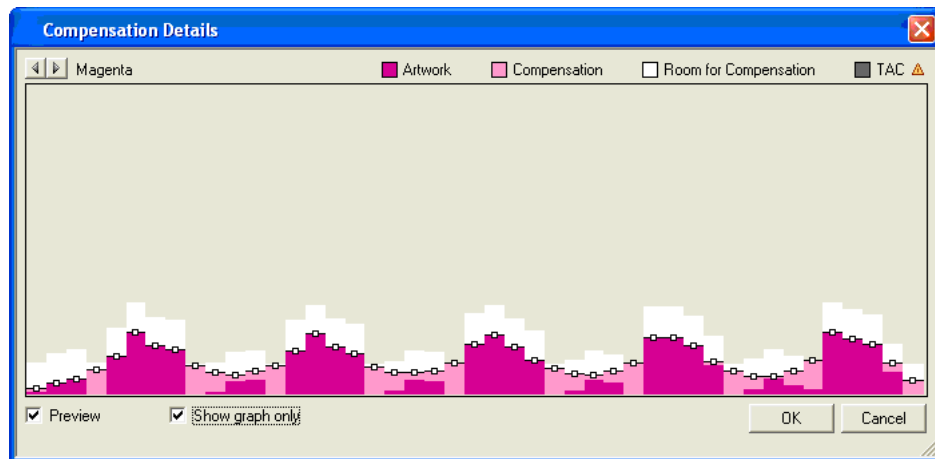 Compensation Details
Magenta Artwork Compensation Room for Compensation TAC
Preview Show graph only OK Cancel